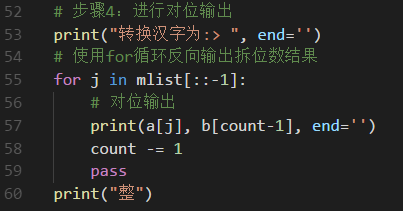 52 # 步骤4：进行对位输出
53 print("转换汉字为:> ", end='')
54 # 使用for循环反向输出拆位数结果
55 for j in mlist[::-1]:
56 # 对位输出
57 print(a[j], b[count-1], end='')
58 count -= 1
59 pass
60 print("整")